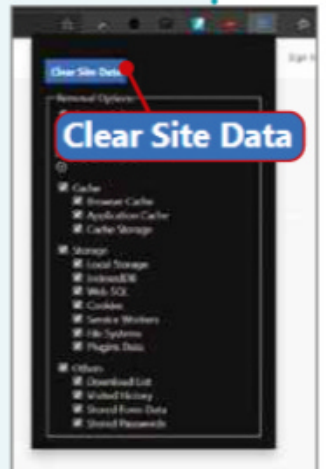 Sign in
Clear Site Data
Removal Options
Clear Site Data
Cache
Browser Cache
Application Cache
Cache Storage
Storage
Local Storage
IndexedDB
Web SQL
Cookies
Service Workers
File Systems
Plugins Data
Others
Download List
Visited History
Stored Form Data
Stored Passwords